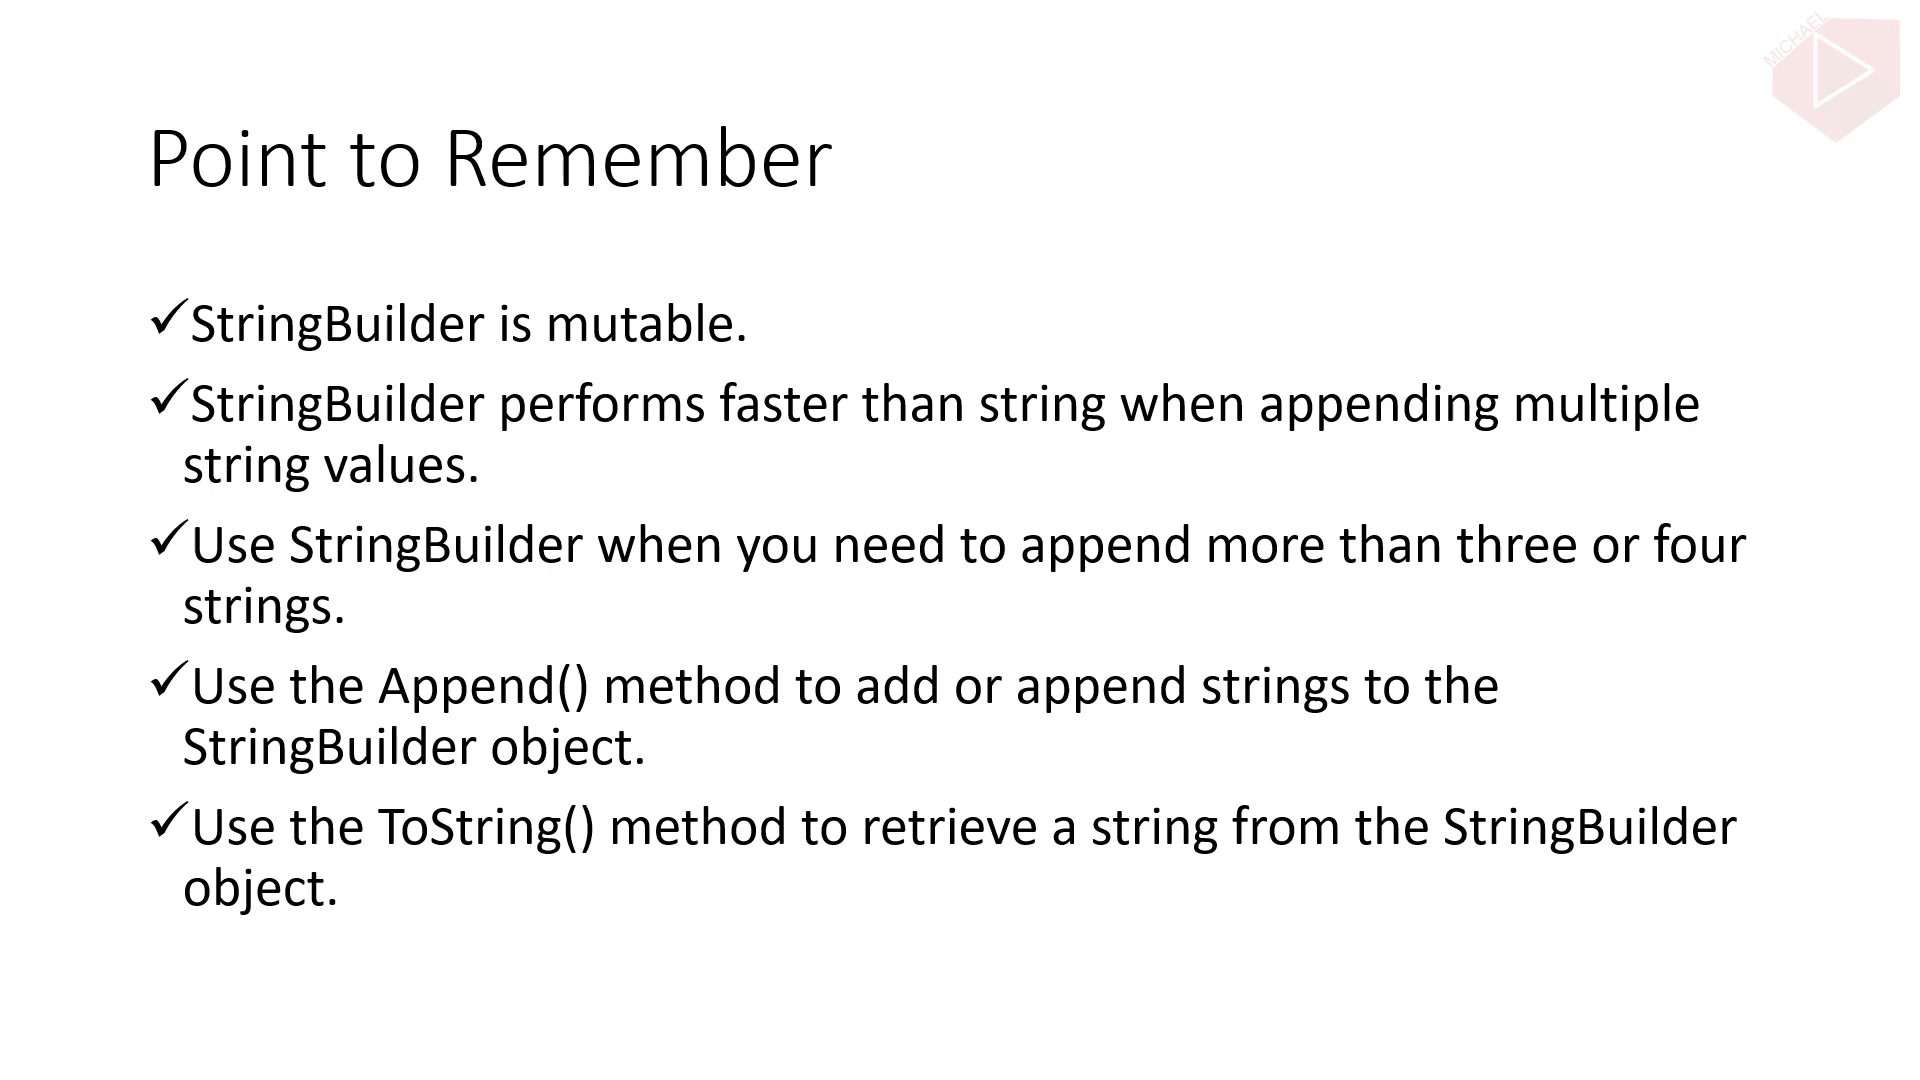 MICHAEL
Point to Remember
✓StringBuilder is mutable.
✓StringBuilder performs faster than string when appending multiple
string values.
✓Use StringBuilder when you need to append more than three or four
strings.
✓Use the Append() method to add or append strings to the
StringBuilder object.
✓Use the ToString() method to retrieve a string from the StringBuilder
object.